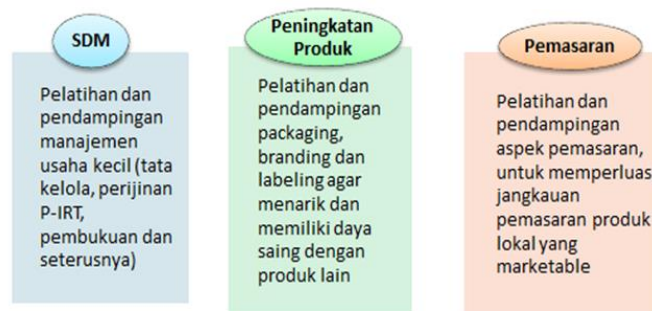 SDM
Pelatihan dan
pendampingan
manajemen
usaha kecil (tata
kelola, perijinan
P-IRT,
pembukuan dan
seterusnya)
Peningkatan
Produk
Pelatihan dan
pendampingan
packaging,
branding dan
labeling agar
menarik dan
memiliki daya
saing dengan
produk lain
Pemasaran
Pelatihan dan
pendampingan
aspek pemasaran,
untuk memperluas
jangkauan
pemasaran produk
lokal yang
marketable